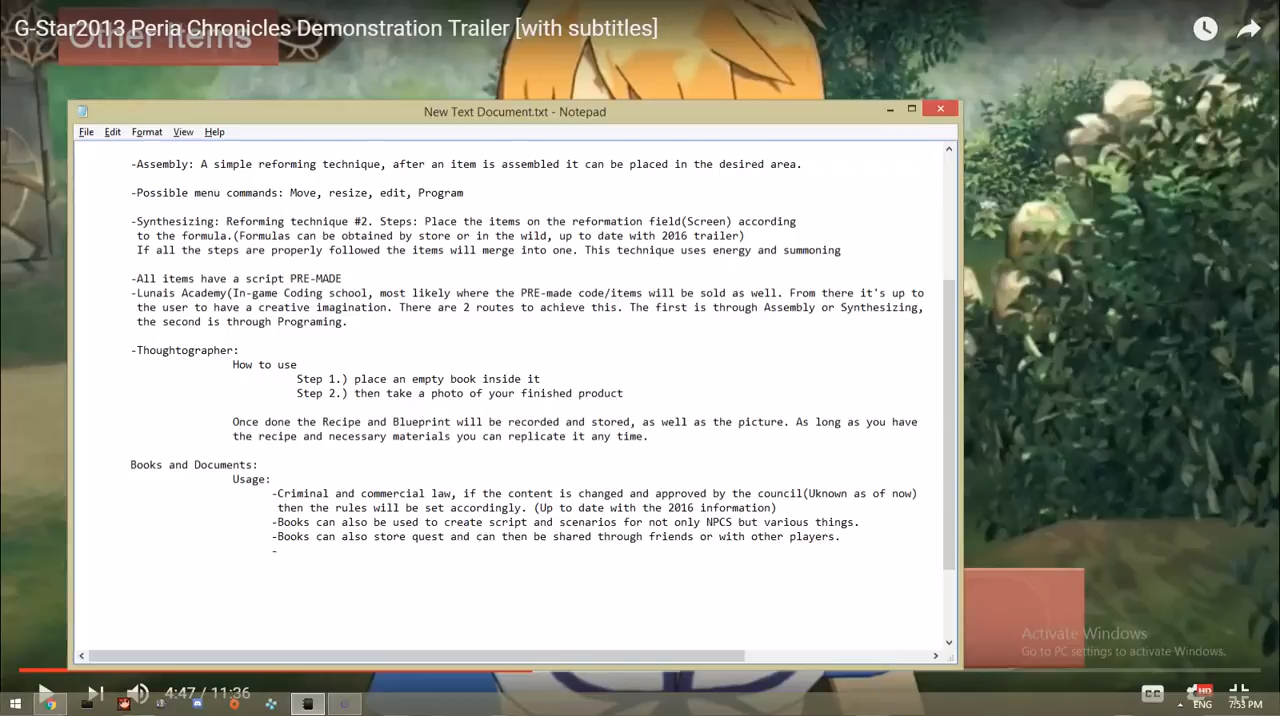 G-Star2013 Peria Chronicles Demonstration Trailer [with subtitles]
Other Items
New Text Document.txt - Notepad
File Edit Format View Help
-Assembly: A simple reforming technique, after an item is assembled it can be placed in the desired area.
-Possible menu commands: Move, resize, edit, Program
-Synthesizing: Reforming technique #2. Steps: Place the items on the reformation field(Screen) according
to the formula.(Formulas can be obtained by store or in the wild, up to date with 2016 trailer)
If all the steps are properly followed the items will merge into one. This technique uses energy and summoning
-All items have a script PRE-MADE
-Lunais Academy(In-game Coding school, most likely where the PRE-made code/items will be sold as well. From there it's up to
the user to have a creative imagination. There are 2 routes to achieve this. The first is through Assembly or Synthesizing,
the second is through Programing.
-Thoughtographer:
How to use
Step 1.) place an empty book inside it
Step 2.) then take a photo of your finished product
Once done the Recipe and Blueprint will be recorded and stored, as well as the picture. As long as you have
the recipe and necessary materials you can replicate it any time.
Books and Documents:
Usage:
-Criminal and commercial law, if the content is changed and approved by the council(Uknown as of now)
then the rules will be set accordingly. (Up to date with the 2016 information)
-Books can also be used to create script and scenarios for not only NPCS but various things.
-Books can also store quest and can then be shared through friends or with other players.
-
Activate Windows
Go to PC settings to activate Windows.
4:47 / 11:36
CC
HD
ENG
7:53 PM